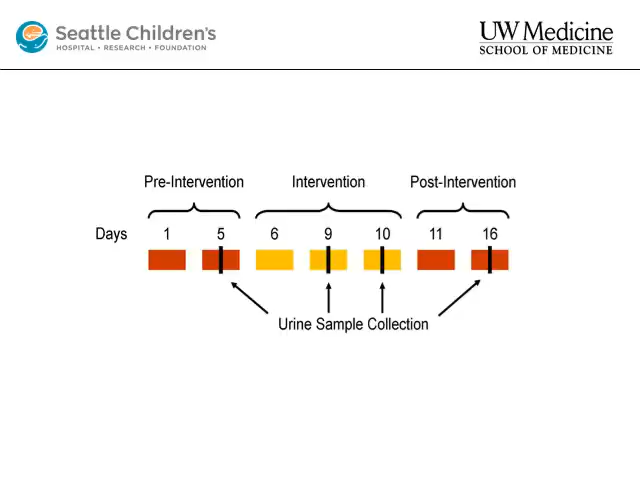 Seattle Children's
HOSPITAL • RESEARCH • FOUNDATION
UW Medicine
SCHOOL OF MEDICINE
Pre-Intervention Intervention Post-Intervention
Days 1 5 6 9 10 11 16
Urine Sample Collection